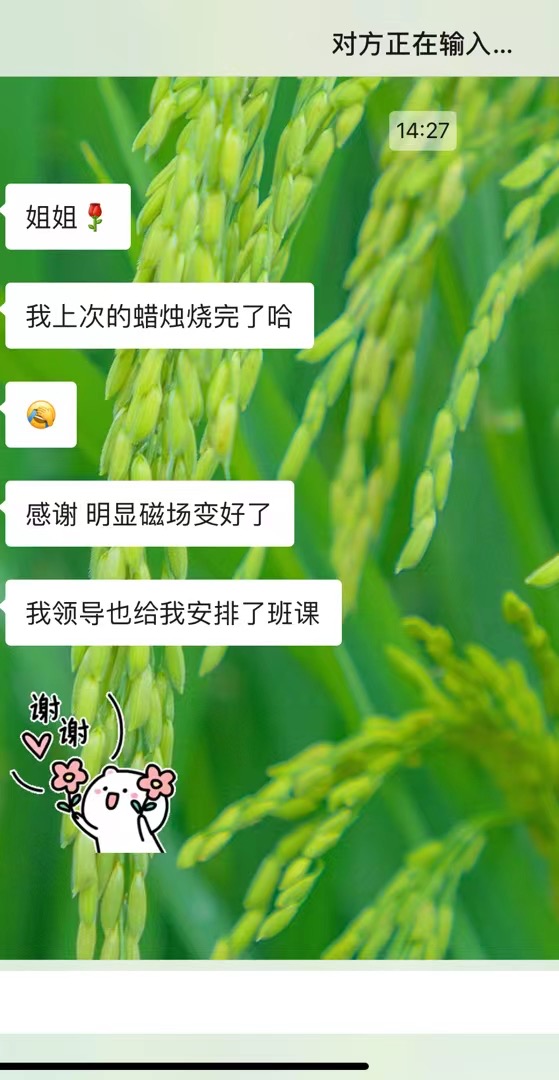 对方正在输入...
14:27
姐姐🌹
我上次的蜡烛烧完了哈
🤣
感谢 明显磁场变好了
我领导也给我安排了班课
谢
谢